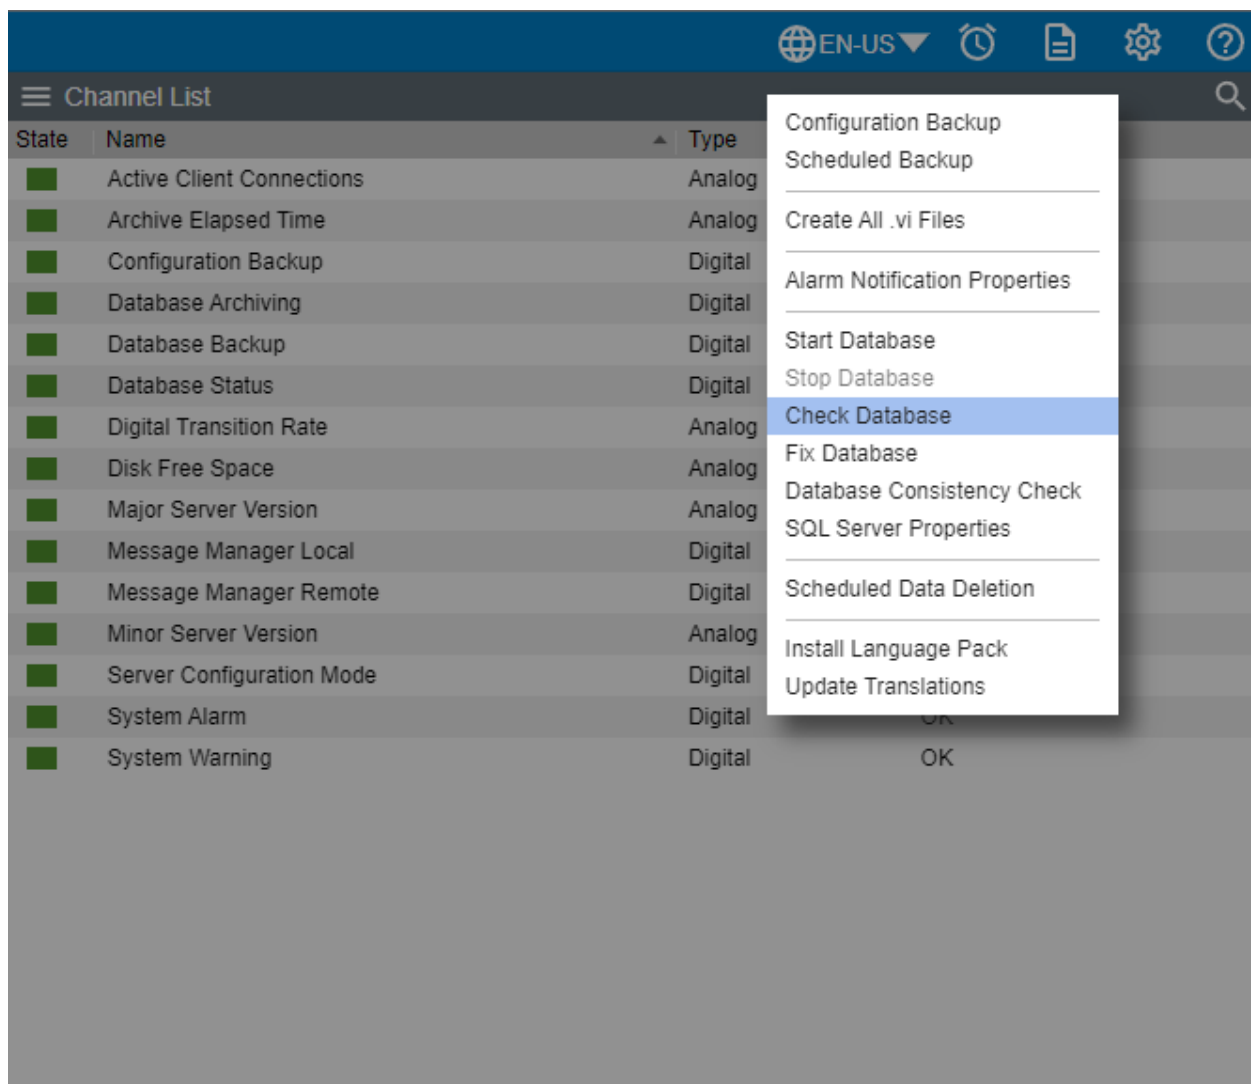 EN-US
Channel List
State Name Type
Active Client Connections Analog
Archive Elapsed Time Analog
Configuration Backup Digital
Database Archiving Digital
Database Backup Digital
Database Status Digital
Digital Transition Rate Analog
Disk Free Space Analog
Major Server Version Analog
Message Manager Local Digital
Message Manager Remote Digital
Minor Server Version Analog
Server Configuration Mode Digital
System Alarm Digital OK
System Warning Digital OK
Configuration Backup
Scheduled Backup
Create All .vi Files
Alarm Notification Properties
Start Database
Stop Database
Check Database
Fix Database
Database Consistency Check
SQL Server Properties
Scheduled Data Deletion
Install Language Pack
Update Translations